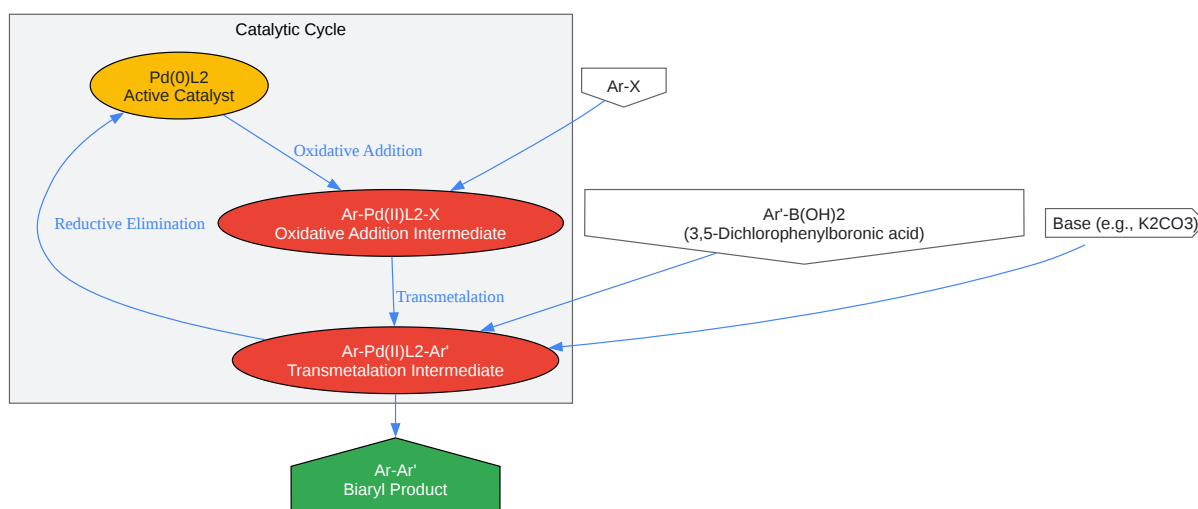 Catalytic Cycle
Pd(0)L2
Active Catalyst
Ar-X
Oxidative Addition
Ar-Pd(II)L2-X
Oxidative Addition Intermediate
Ar'-B(OH)2
(3,5-Dichlorophenylboronic acid)
Base (e.g., K2CO3)
Reductive Elimination
Transmetalation
Ar-Pd(II)L2-Ar'
Transmetalation Intermediate
Ar-Ar'
Biaryl Product